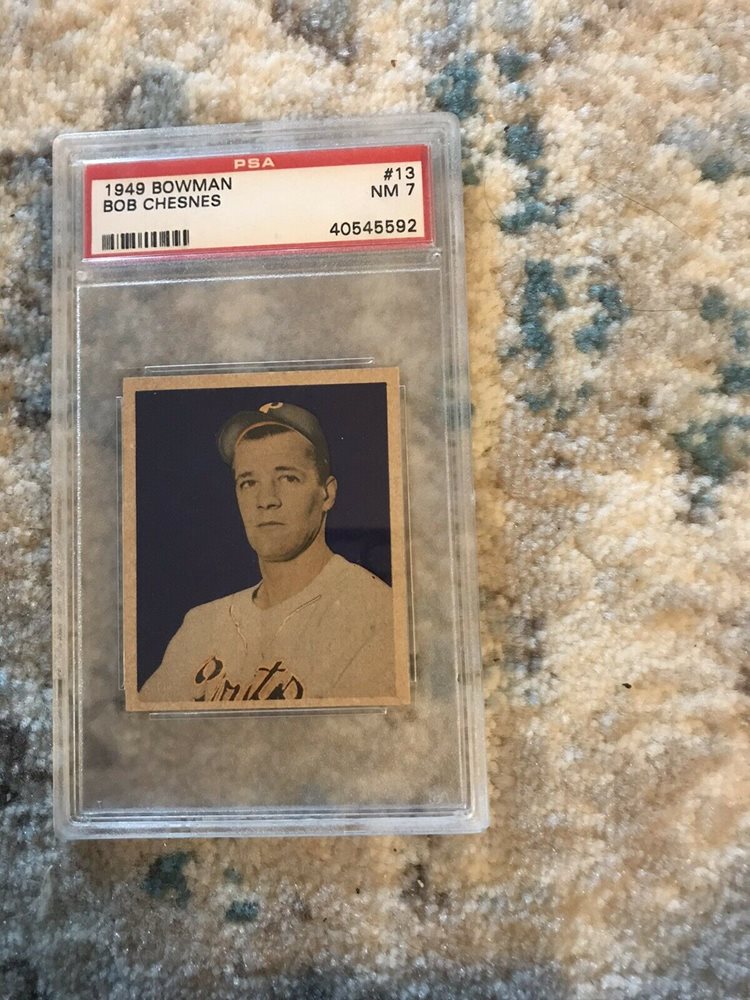 PSA
1949 BOWMAN #13
BOB CHESNES NM 7
40545592
P